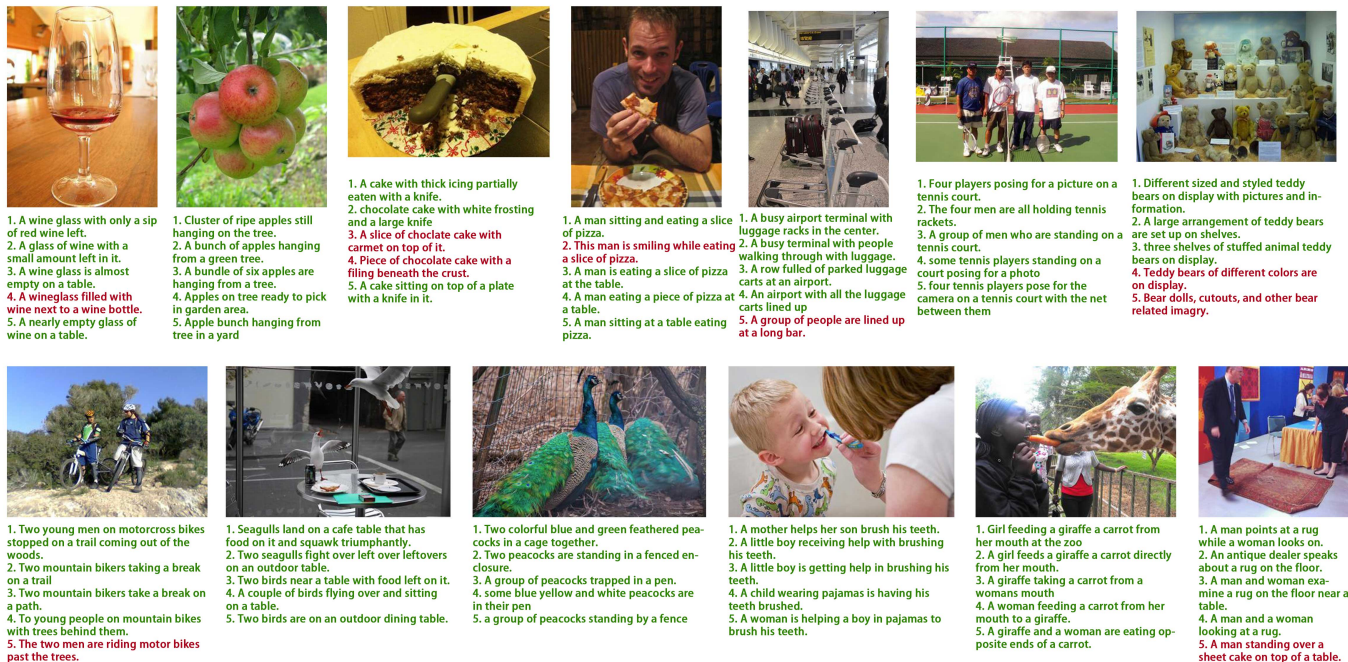 1. A wine glass with only a sip
of red wine left.
2. A glass of wine with a
small amount left in it.
3. A wine glass is almost
empty on a table.
4. A wineglass filled with
wine next to a wine bottle.
5. A nearly empty glass of
wine on a table.
1. Cluster of ripe apples still
hanging on the tree.
2. A bunch of apples hanging
from a green tree.
3. A bundle of six apples are
hanging from a tree.
4. Apples on tree ready to pick
in garden area.
5. Apple bunch hanging from
tree in a yard
1. A cake with thick icing partially
eaten with a knife.
2. chocolate cake with white frosting
and a large knife
3. A slice of choclate cake with
carmet on top of it.
4. Piece of chocolate cake with a
filing beneath the crust.
5. A cake sitting on top of a plate
with a knife in it.
1. A man sitting and eating a slice
of pizza.
2. This man is smiling while eating
a slice of pizza.
3. A man is eating a slice of pizza
at the table.
4. A man eating a piece of pizza at
a table.
5. A man sitting at a table eating
pizza.
1. A busy airport terminal with
luggage racks in the center.
2. A busy terminal with people
walking through with luggage.
3. A row fulled of parked luggage
carts at an airport.
4. An airport with all the luggage
carts lined up
5. A group of people are lined up
at a long bar.
1. Four players posing for a picture on a
tennis court.
2. The four men are all holding tennis
rackets.
3. A group of men who are standing on a
tennis court.
4. some tennis players standing on a
court posing for a photo
5. four tennis players pose for the
camera on a tennis court with the net
between them
1. Different sized and styled teddy
bears on display with pictures and in-
formation.
2. A large arrangement of teddy bears
are set up on shelves.
3. three shelves of stuffed animal teddy
bears on display.
4. Teddy bears of different colors are
on display.
5. Bear dolls, cutouts, and other bear
related imagry.
1. Two young men on motorcross bikes
stopped on a trail coming out of the
woods.
2. Two mountain bikers taking a break
on a trail
3. Two mountain bikers take a break on
a path.
4. To young people on mountain bikes
with trees behind them.
5. The two men are riding motor bikes
past the trees.
1. Seagulls land on a cafe table that has
food on it and squawk triumphantly.
2. Two seagulls fight over left over leftovers
on an outdoor table.
3. Two birds near a table with food left on it.
4. A couple of birds flying over and sitting
on a table.
5. Two birds are on an outdoor dining table.
1. Two colorful blue and green feathered pea-
cocks in a cage together.
2. Two peacocks are standing in a fenced en-
closure.
3. A group of peacocks trapped in a pen.
4. some blue yellow and white peacocks are
in their pen
5. a group of peacocks standing by a fence
1. A mother helps her son brush his teeth.
2. A little boy receiving help with brushing
his teeth.
3. A little boy is getting help in brushing his
teeth.
4. A child wearing pajamas is having his
teeth brushed.
5. A woman is helping a boy in pajamas to
brush his teeth.
1. Girl feeding a giraffe a carrot from
her mouth at the zoo
2. A girl feeds a giraffe a carrot directly
from her mouth.
3. A giraffe taking a carrot from a
womans mouth
4. A woman feeding a carrot from her
mouth to a giraffe.
5. A giraffe and a woman are eating op-
posite ends of a carrot.
1. A man points at a rug
while a woman looks on.
2. An antique dealer speaks
about a rug on the floor.
3. A man and woman exa-
mine a rug on the floor near a
table.
4. A man and a woman
looking at a rug.
5. A man standing over a
sheet cake on top of a table.